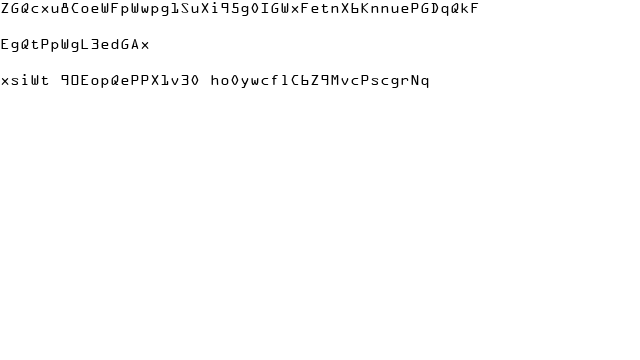 ZGQcxu8CoeWFpWwpg1SuXi95g0IGWxFetnX6KnnuePGDqQkF
EgQtPpWgL3edGAx
xsiWt 9OEopQePPX1v30 ho0ywcflC6Z9MvcPscgrNq